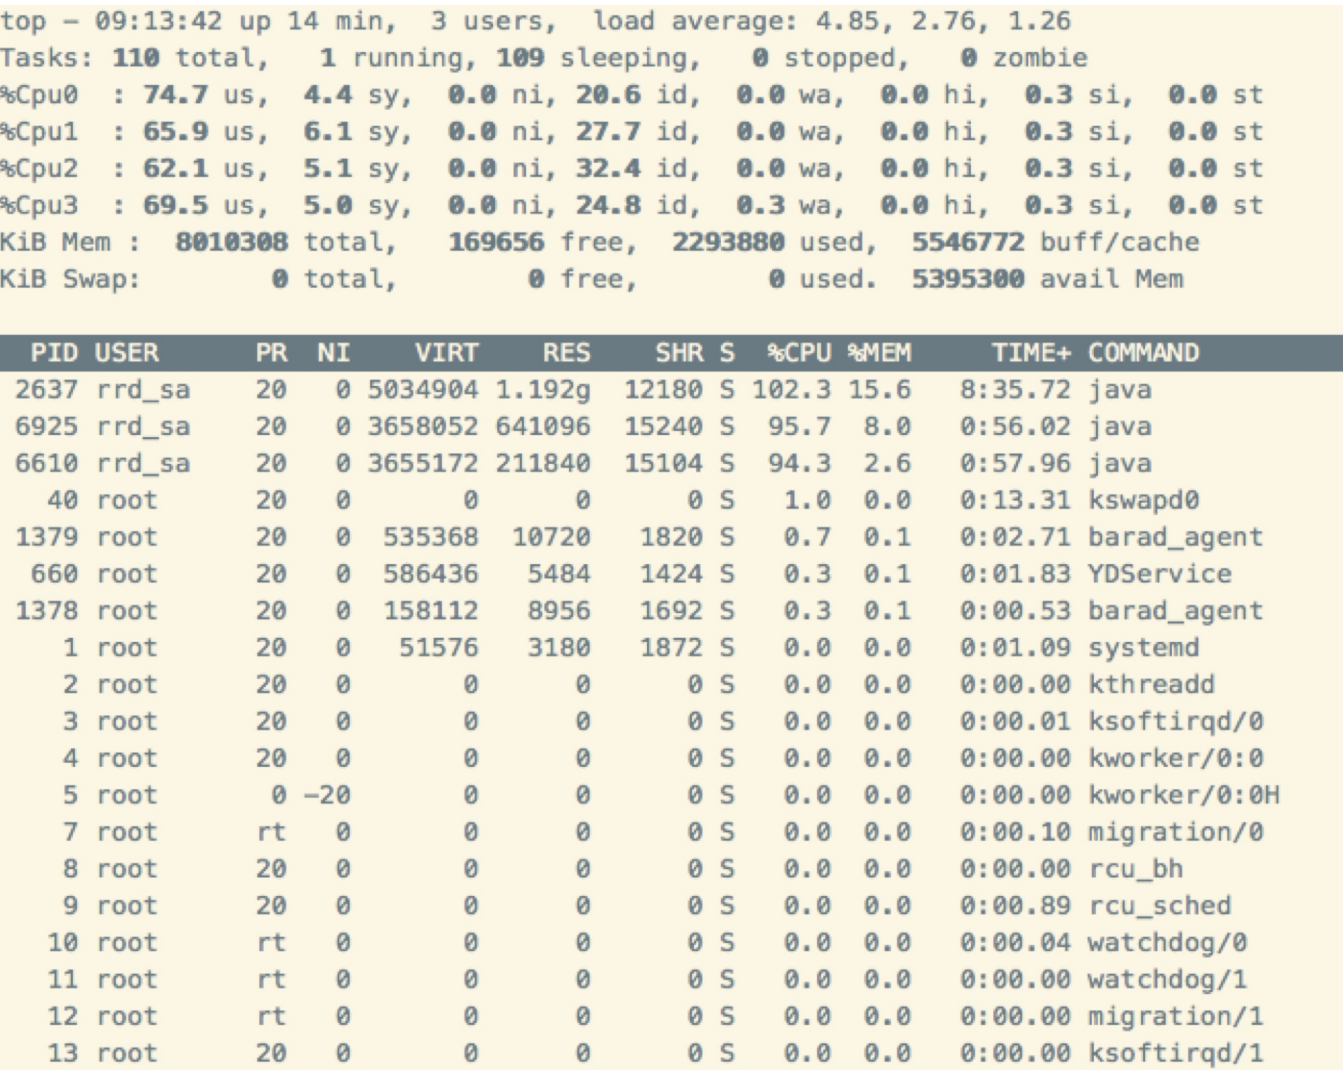 top – 09:13:42 up 14 min,  3 users,  load average: 4.85, 2.76, 1.26
Tasks: 110 total,   1 running, 109 sleeping,   0 stopped,   0 zombie
%Cpu0  : 74.7 us,  4.4 sy,  0.0 ni, 20.6 id,  0.0 wa,  0.0 hi,  0.3 si,  0.0 st
%Cpu1  : 65.9 us,  6.1 sy,  0.0 ni, 27.7 id,  0.0 wa,  0.0 hi,  0.3 si,  0.0 st
%Cpu2  : 62.1 us,  5.1 sy,  0.0 ni, 32.4 id,  0.0 wa,  0.0 hi,  0.3 si,  0.0 st
%Cpu3  : 69.5 us,  5.0 sy,  0.0 ni, 24.8 id,  0.3 wa,  0.0 hi,  0.3 si,  0.0 st
KiB Mem :  8010308 total,   169656 free,  2293880 used,  5546772 buff/cache
KiB Swap:        0 total,        0 free,        0 used.  5395300 avail Mem
PID USER      PR  NI    VIRT    RES    SHR S  %CPU %MEM     TIME+ COMMAND
2637 rrd_sa    20   0 5034904 1.192g  12180 S 102.3 15.6   8:35.72 java
6925 rrd_sa    20   0 3658052 641096  15240 S  95.7  8.0   0:56.02 java
6610 rrd_sa    20   0 3655172 211840  15104 S  94.3  2.6   0:57.96 java
40 root      20   0       0      0      0 S   1.0  0.0   0:13.31 kswapd0
1379 root      20   0  535368  10720   1820 S   0.7  0.1   0:02.71 barad_agent
660 root      20   0  586436   5484   1424 S   0.3  0.1   0:01.83 YDService
1378 root      20   0  158112   8956   1692 S   0.3  0.1   0:00.53 barad_agent
1 root      20   0   51576   3180   1872 S   0.0  0.0   0:01.09 systemd
2 root      20   0       0      0      0 S   0.0  0.0   0:00.00 kthreadd
3 root      20   0       0      0      0 S   0.0  0.0   0:00.01 ksoftirqd/0
4 root      20   0       0      0      0 S   0.0  0.0   0:00.00 kworker/0:0
5 root       0 –20       0      0      0 S   0.0  0.0   0:00.00 kworker/0:0H
7 root      rt   0       0      0      0 S   0.0  0.0   0:00.10 migration/0
8 root      20   0       0      0      0 S   0.0  0.0   0:00.00 rcu_bh
9 root      20   0       0      0      0 S   0.0  0.0   0:00.89 rcu_sched
10 root      rt   0       0      0      0 S   0.0  0.0   0:00.04 watchdog/0
11 root      rt   0       0      0      0 S   0.0  0.0   0:00.00 watchdog/1
12 root      rt   0       0      0      0 S   0.0  0.0   0:00.00 migration/1
13 root      20   0       0      0      0 S   0.0  0.0   0:00.00 ksoftirqd/1